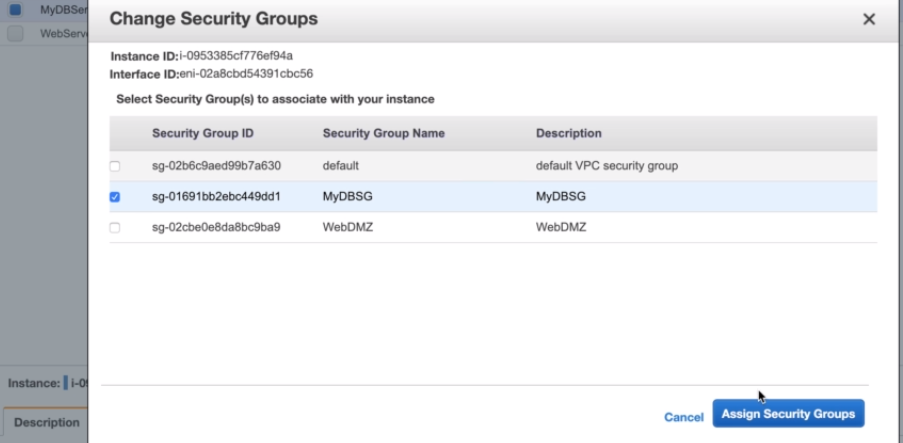 MyDBSer
WebServe
Change Security Groups
Instance ID:i-0953385cf776ef94a
Interface ID:eni-02a8cbd54391cbc56
Select Security Group(s) to associate with your instance
Security Group ID Security Group Name Description
sg-02b6c9aed99b7a630 default default VPC security group
sg-01691bb2ebc449dd1 MyDBSG MyDBSG
sg-02cbe0e8da8bc9ba9 WebDMZ WebDMZ
Instance: i-09
Cancel Assign Security Groups
Description